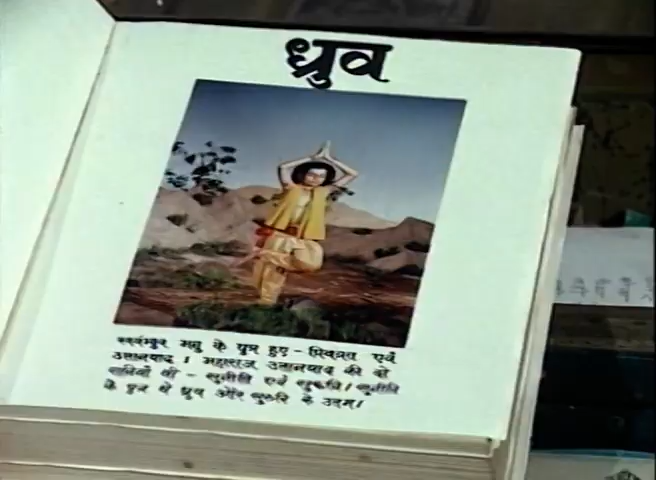 ध्रुव
स्वयंभुव मनु के पुत्र हुए - प्रियव्रत एवं
उत्तानपाद । महाराज उत्तानपाद की दो
रानियाँ थी - सुनीति एवं सुरुचि। सुनीति
के पुत्र थे ध्रुव और सुरुचि के उत्तम।